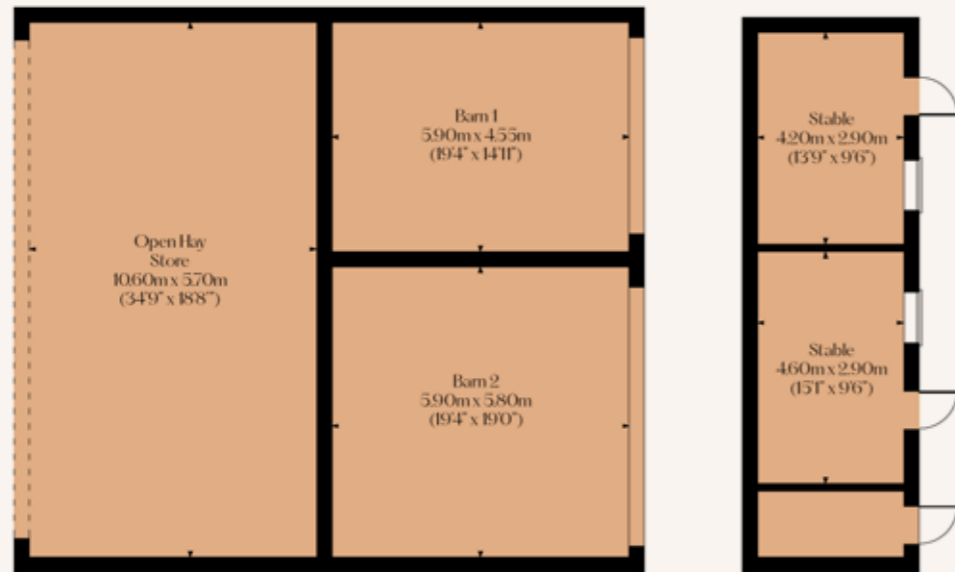 Open Hay
Store
10.60m x 5.70m
(34'9" x 18'8")
Barn 1
5.90m x 4.55m
(19'4" x 14'11")
Barn 2
5.90m x 5.80m
(19'4" x 19'0")
Stable
4.20m x 2.90m
(13'9" x 9'6")
Stable
4.60m x 2.90m
(15'1" x 9'6")